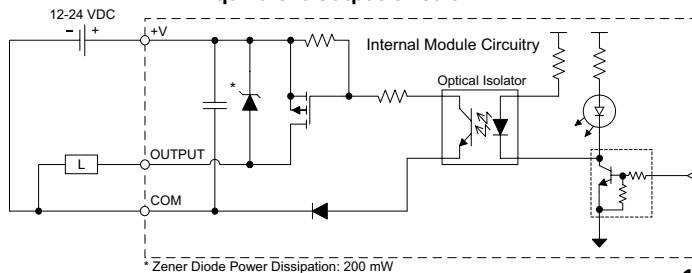 12-24 VDC
− +
+V
Internal Module Circuitry
Optical Isolator
*
OUTPUT
L
COM
* Zener Diode Power Dissipation: 200 mW